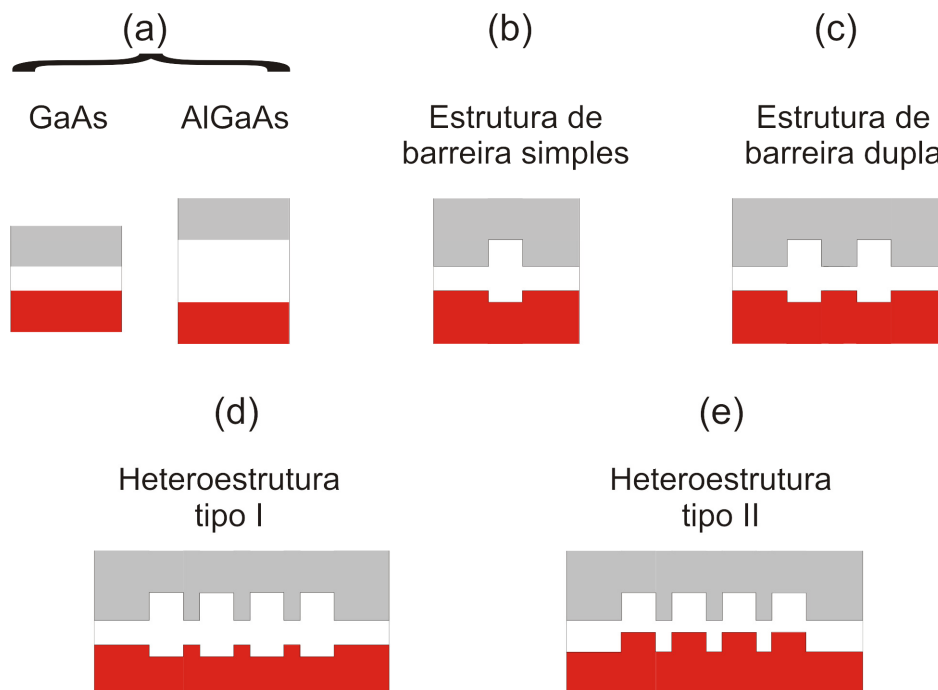 (a)
GaAs
AlGaAs
(b)
Estrutura de
barreira simples
(c)
Estrutura de
barreira dupla
(d)
Heteroestrutura
tipo I
(e)
Heteroestrutura
tipo II